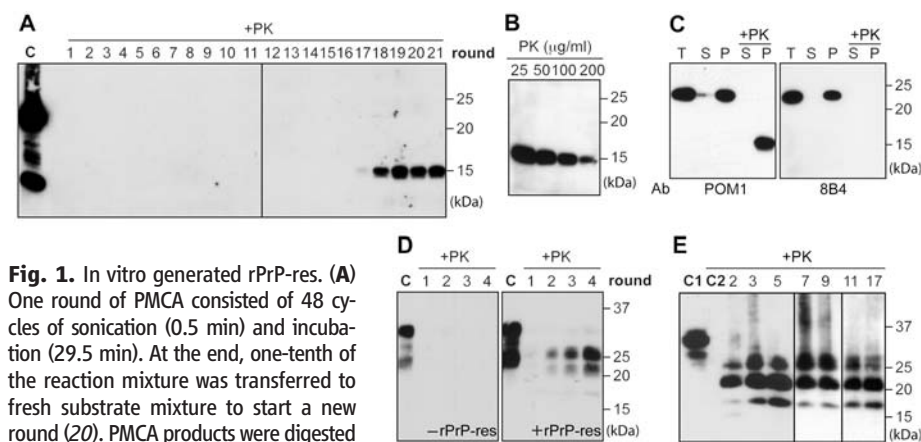 A
+PK
C 1 2 3 4 5 6 7 8 9 10 11 12 13 14 15 16 17 18 19 20 21 round
25
20
15
(kDa)
B
PK (µg/ml)
25 50 100 200
25
20
15
(kDa)
C
+PK +PK
T S P S P T S P S P
25
20
15
(kDa)
Ab POM1 8B4
Fig. 1. In vitro generated rPrP-res. (A)
One round of PMCA consisted of 48 cy-
cles of sonication (0.5 min) and incuba-
tion (29.5 min). At the end, one-tenth of
the reaction mixture was transferred to
fresh substrate mixture to start a new
round (20). PMCA products were digested
D
+PK +PK
C 1 2 3 4 C 1 2 3 4 round
37
25
20
15
(kDa)
–rPrP-res +rPrP-res
E
+PK
C1 C2 2 3 5 7 9 11 17
37
25
20
15
(kDa)